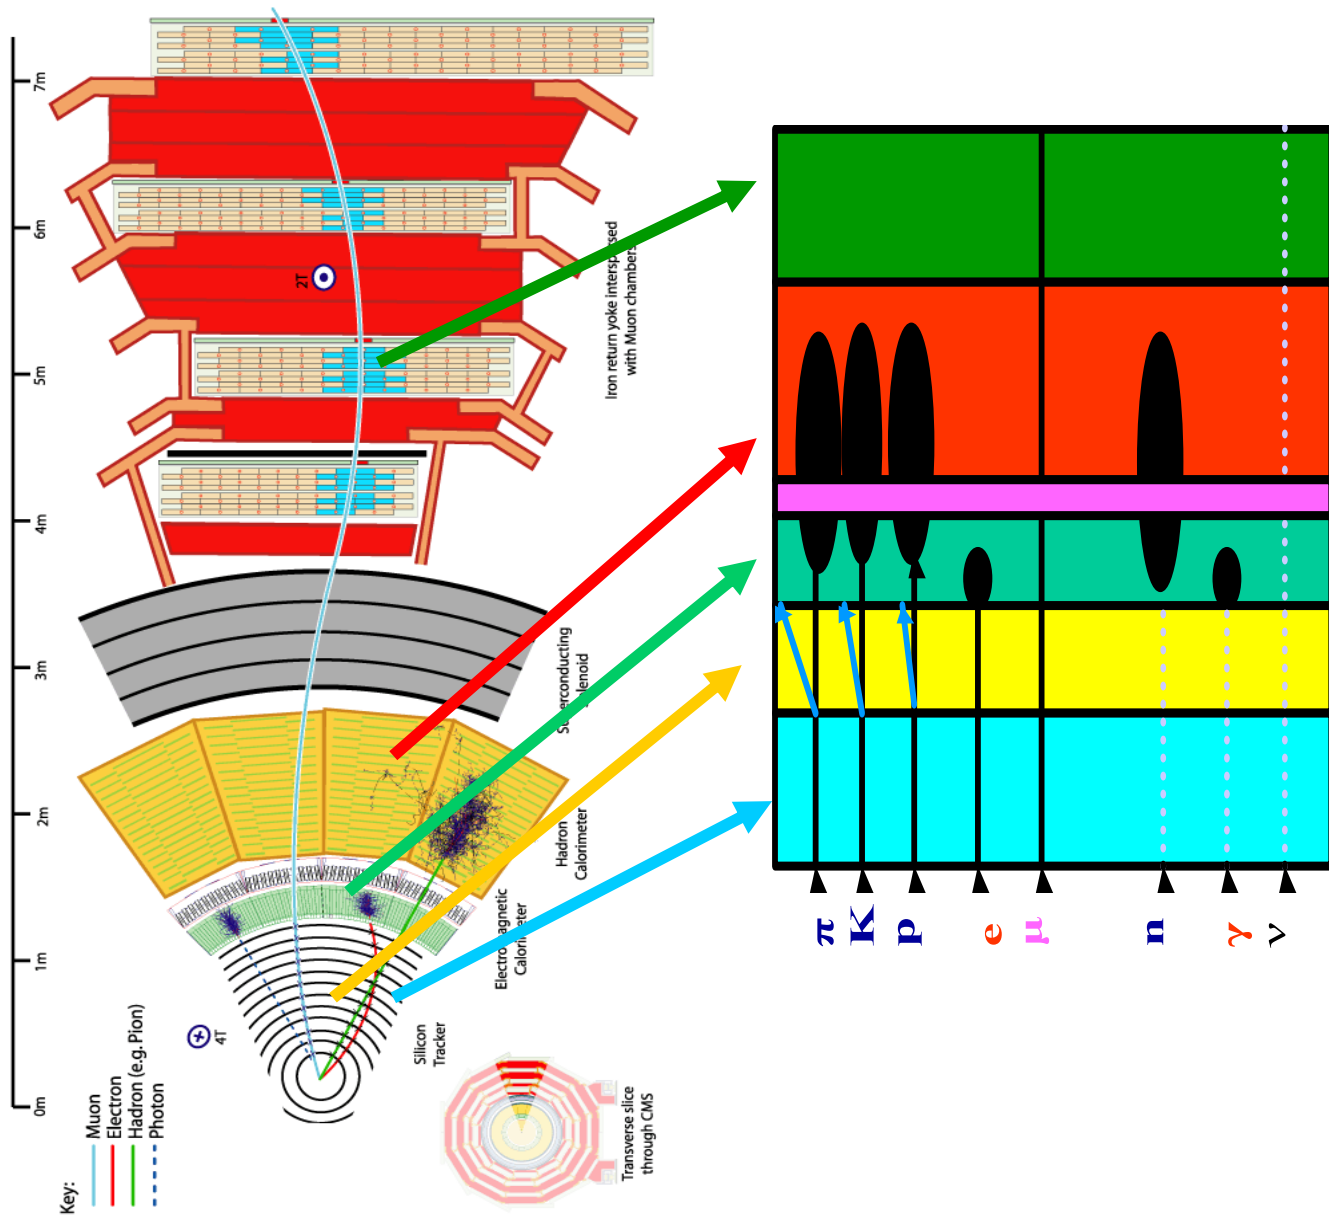 Key:
Muon
Electron
Hadron (e.g. Pion)
Photon
0m
1m
2m
3m
4m
5m
6m
7m
4T
2T
Silicon
Tracker
Electromagnetic
Calorimeter
Hadron
Calorimeter
Superconducting
Solenoid
Iron return yoke interspersed
with Muon chambers
Transverse slice
through CMS
π
K
p
e
μ
n
γ
ν